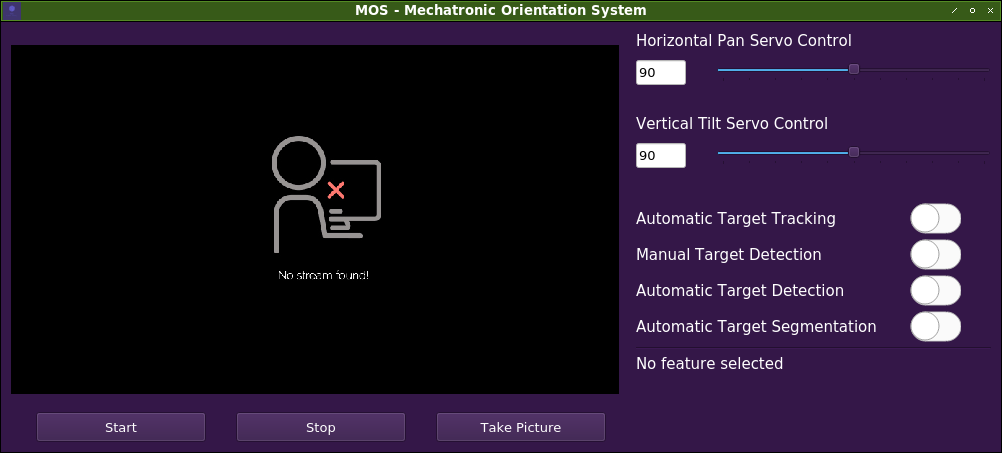 MOS - Mechatronic Orientation System
Horizontal Pan Servo Control
90
Vertical Tilt Servo Control
90
Automatic Target Tracking
Manual Target Detection
Automatic Target Detection
Automatic Target Segmentation
No feature selected
No stream found!
Start
Stop
Take Picture